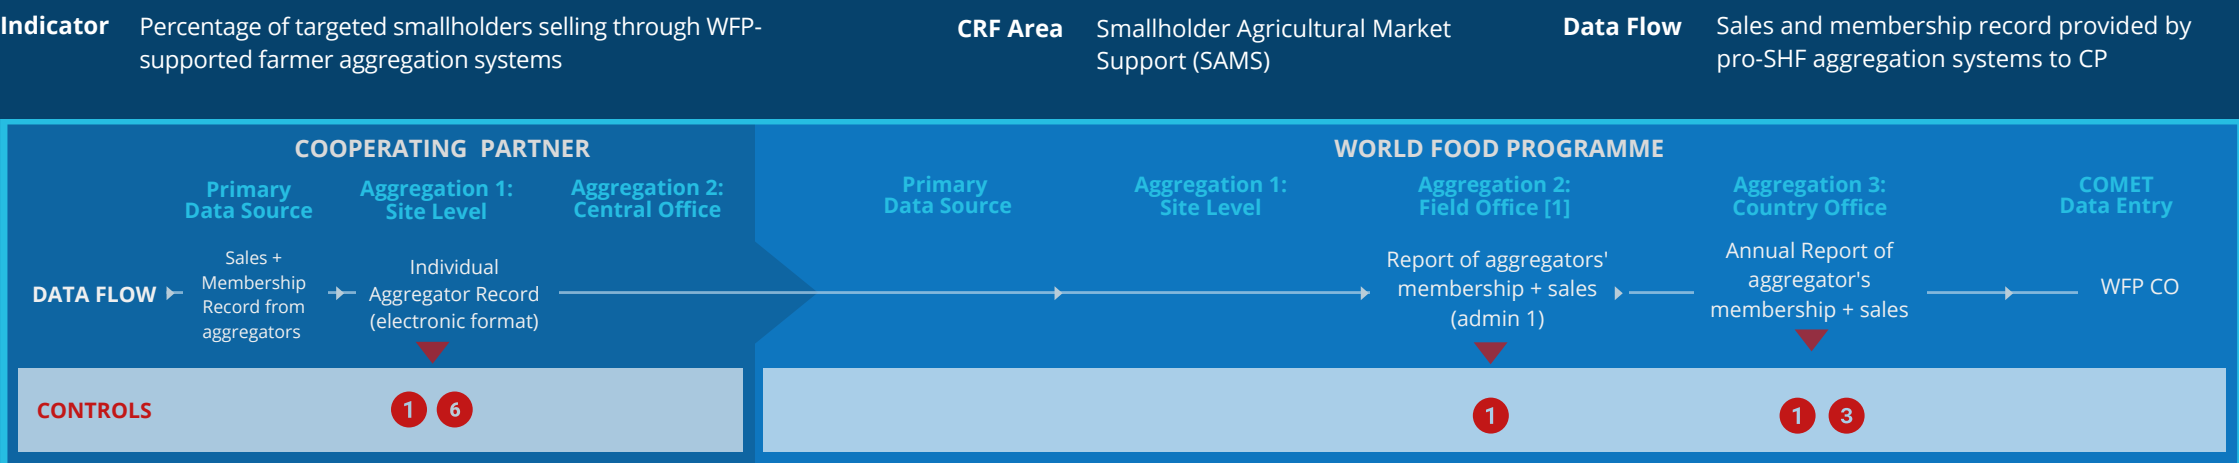 Indicator
Percentage of targeted smallholders selling through WFP-
supported farmer aggregation systems
CRF Area
Smallholder Agricultural Market
Support (SAMS)
Data Flow
Sales and membership record provided by
pro-SHF aggregation systems to CP
COOPERATING PARTNER
WORLD FOOD PROGRAMME
Primary
Data Source
Aggregation 1:
Site Level
Aggregation 2:
Central Office
Primary
Data Source
Aggregation 1:
Site Level
Aggregation 2:
Field Office [1]
Aggregation 3:
Country Office
COMET
Data Entry
DATA FLOW
Sales +
Membership
Record from
aggregators
Individual
Aggregator Record
(electronic format)
Report of aggregators'
membership + sales
(admin 1)
Annual Report of
aggregator's
membership + sales
WFP CO
CONTROLS
1 6
1
1 3